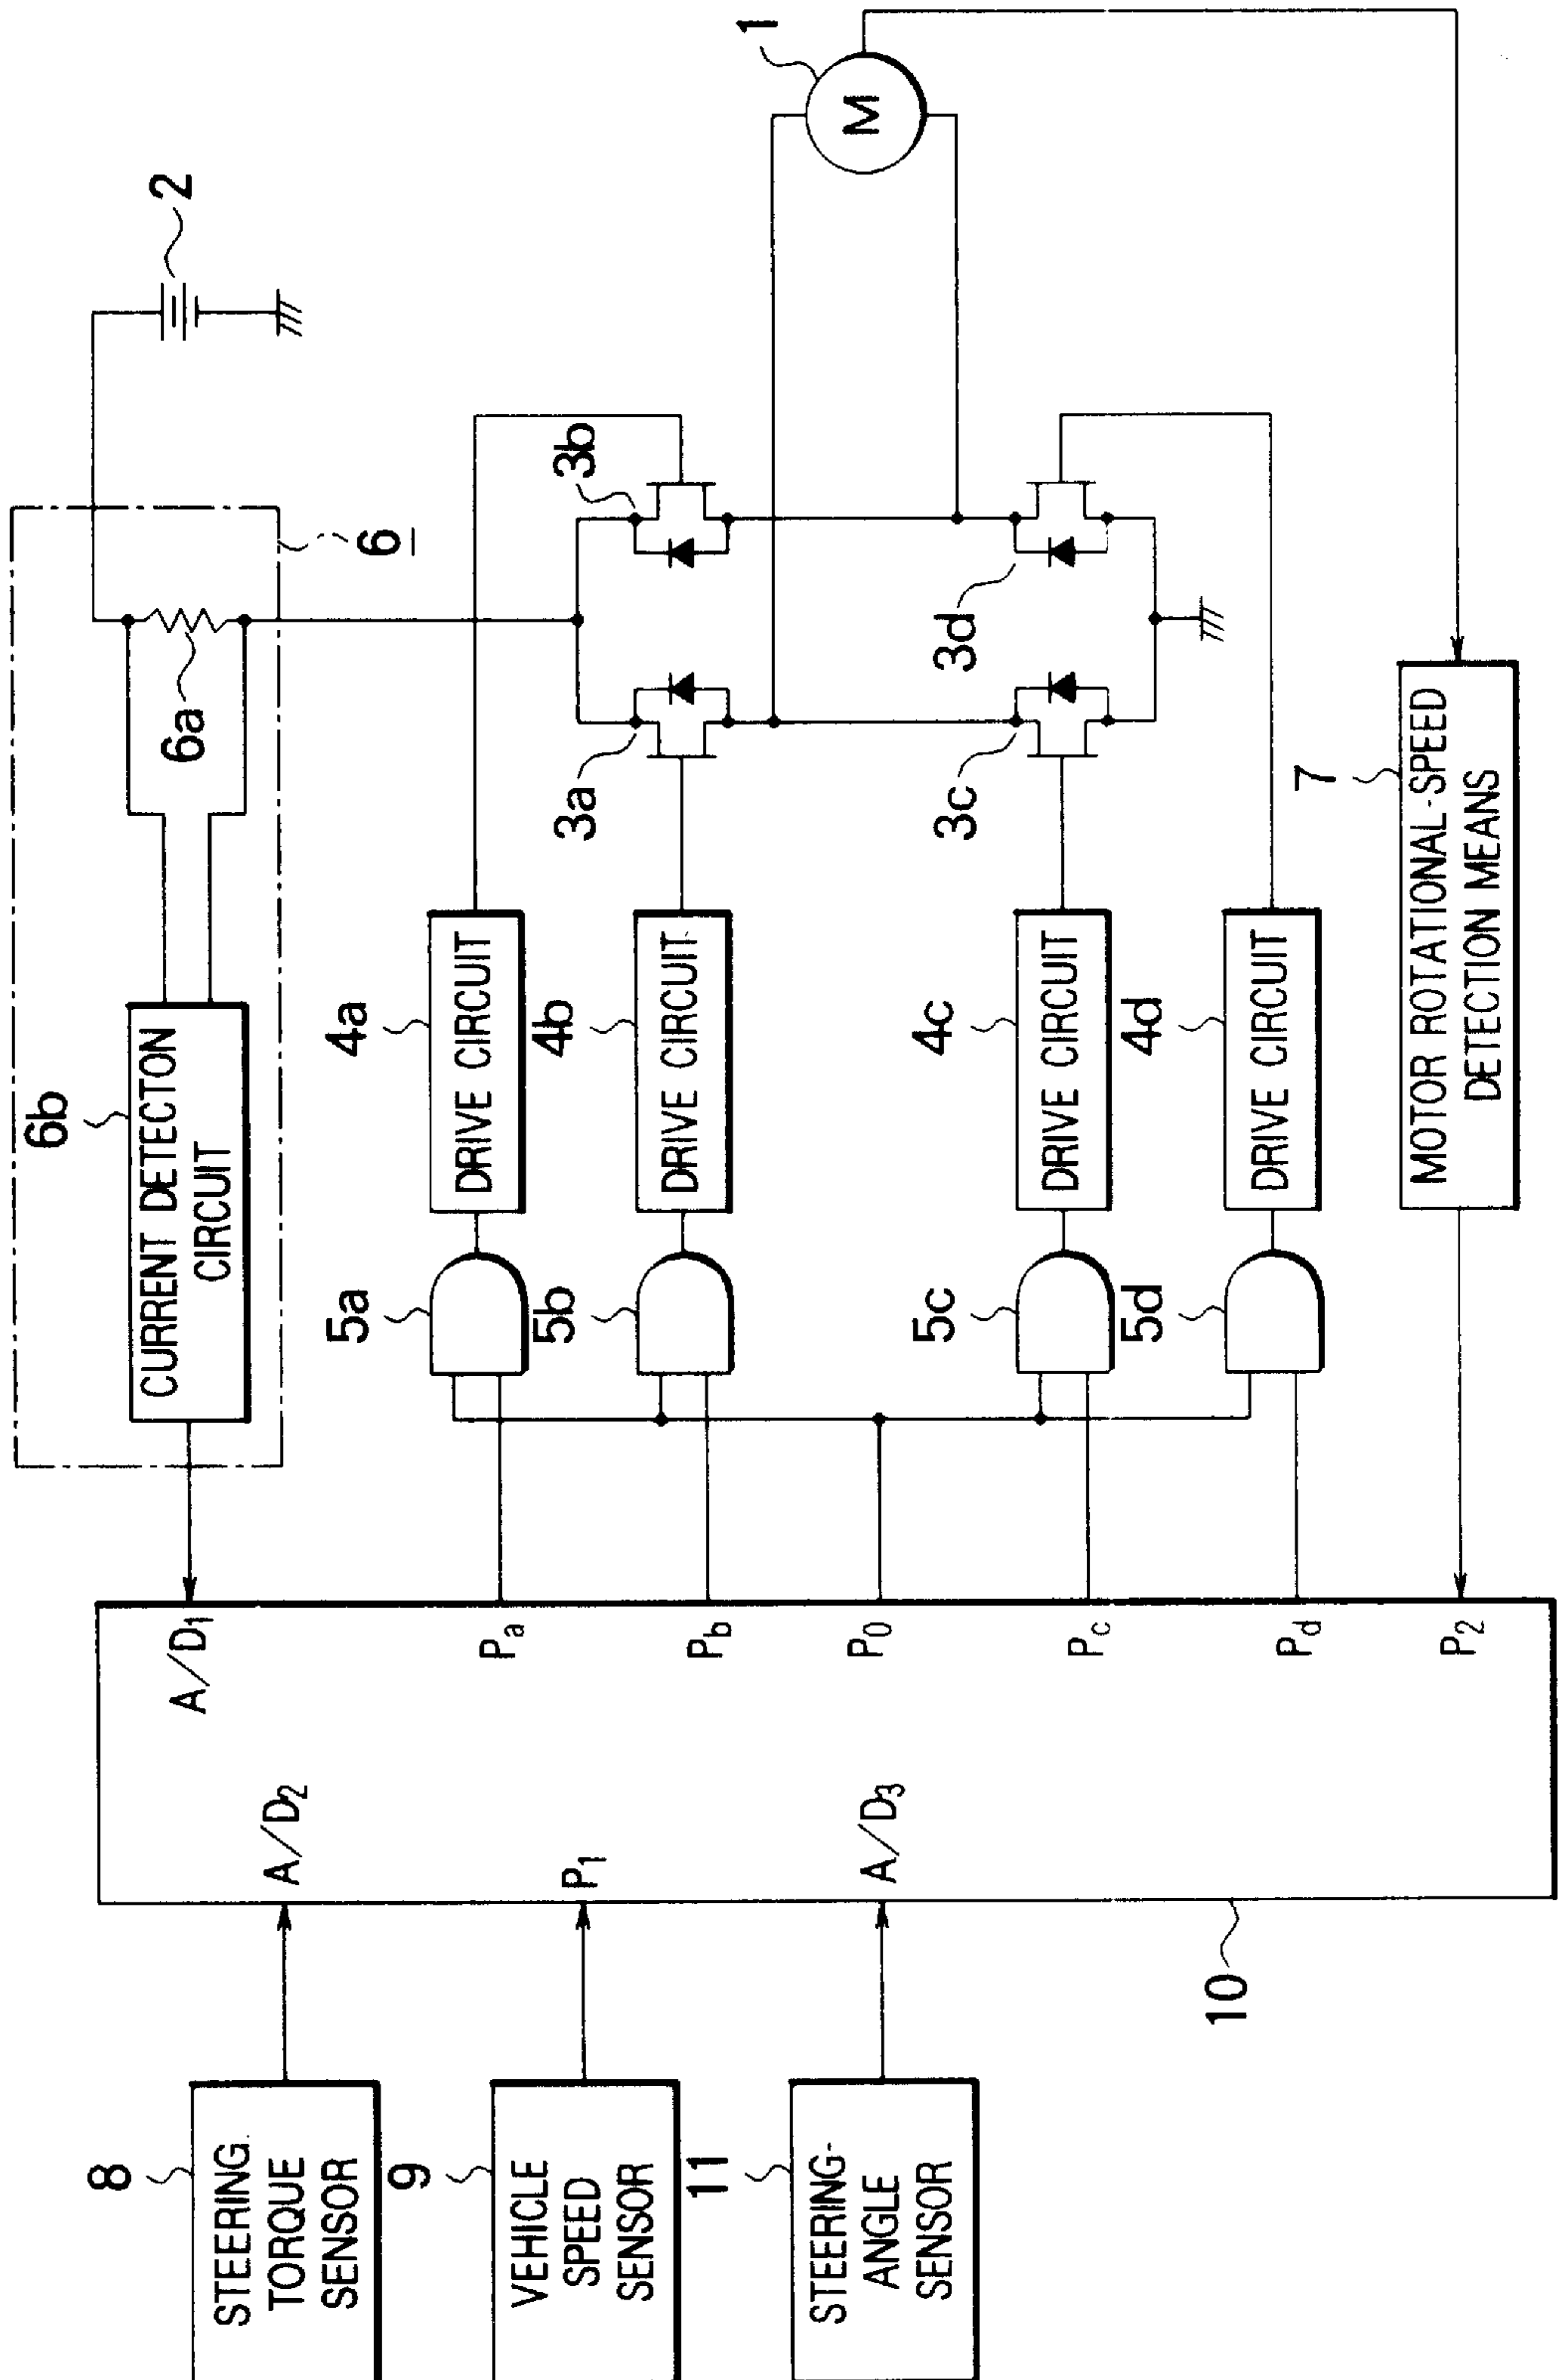 8
STEERING
TORQUE
SENSOR
9
VEHICLE
SPEED
SENSOR
11
STEERING-
ANGLE
SENSOR
10
A/D2
P1
A/D3
A/D1
Pa
Pb
P0
Pc
Pd
P2
6b
CURRENT DETECTON
CIRCUIT
6a
6
2
5a
4a
DRIVE CIRCUIT
5b
4b
DRIVE CIRCUIT
5c
4c
DRIVE CIRCUIT
5d
4d
DRIVE CIRCUIT
3a
3b
3c
3d
1
M
7
MOTOR ROTATIONAL-SPEED
DETECTION MEANS